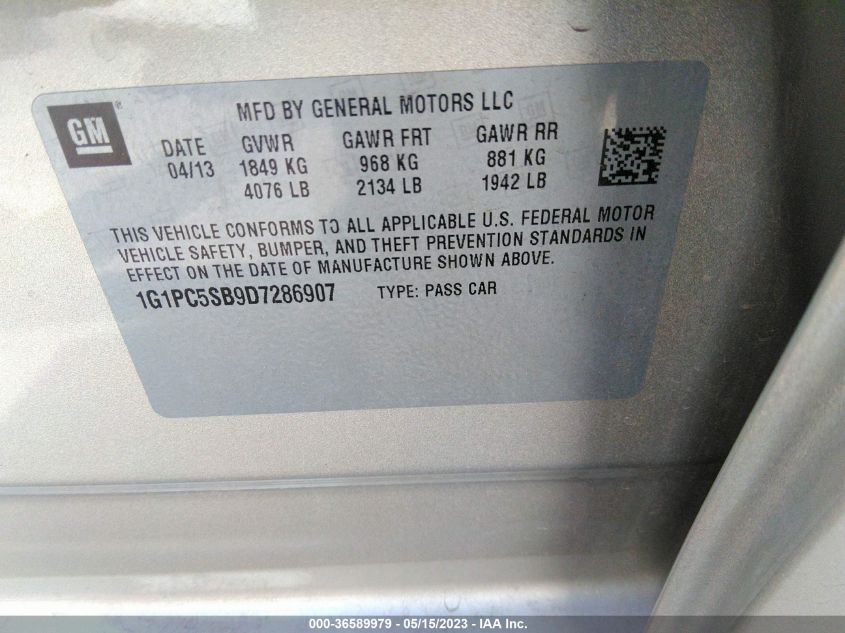 GM ®
MFD BY GENERAL MOTORS LLC
DATE GVWR GAWR FRT GAWR RR
04/13 1849 KG 968 KG 881 KG
4076 LB 2134 LB 1942 LB
THIS VEHICLE CONFORMS TO ALL APPLICABLE U.S. FEDERAL MOTOR
VEHICLE SAFETY, BUMPER, AND THEFT PREVENTION STANDARDS IN
EFFECT ON THE DATE OF MANUFACTURE SHOWN ABOVE.
1G1PC5SB9D7286907 TYPE: PASS CAR
000-36589979 - 05/15/2023 - IAA Inc.